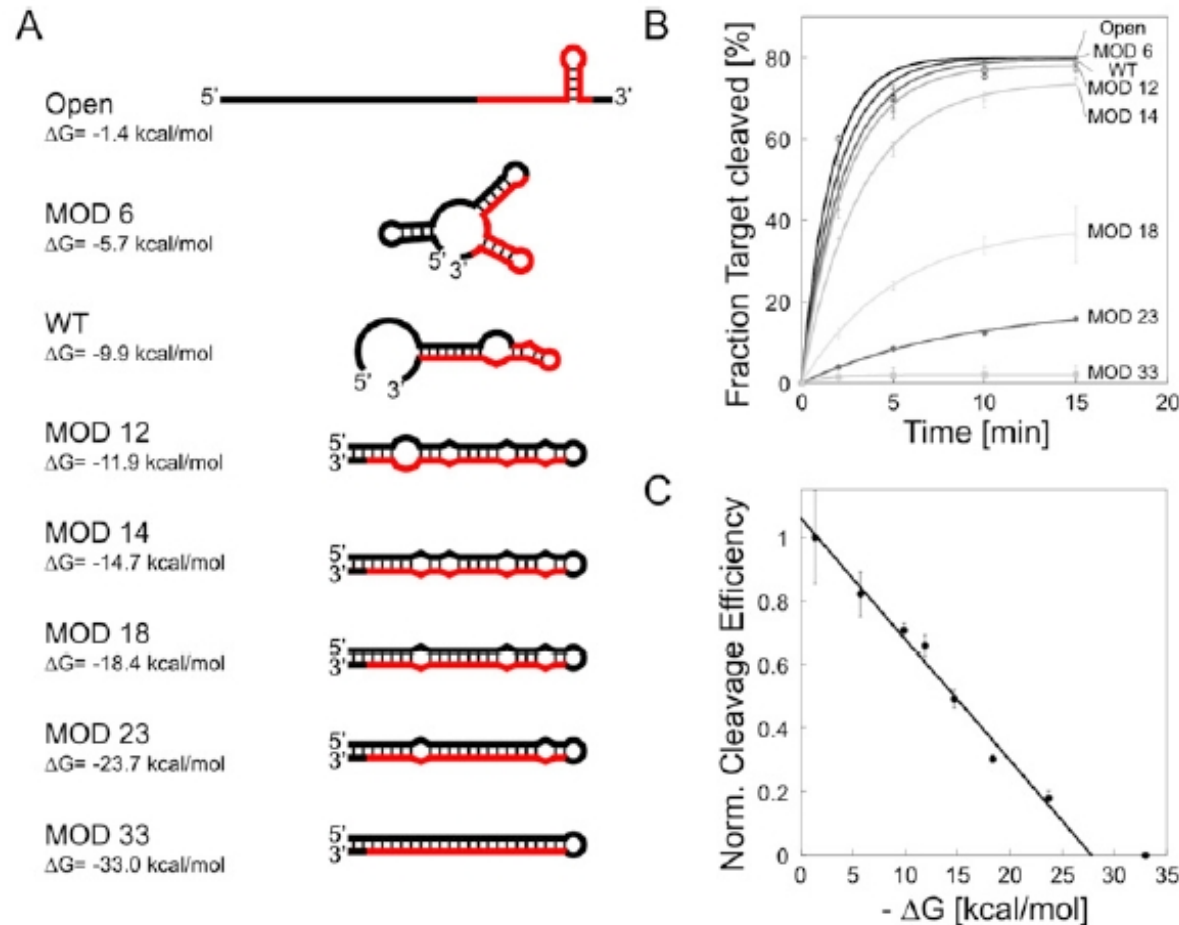 A
5' 3'
Open
ΔG= -1.4 kcal/mol
MOD 6
ΔG= -5.7 kcal/mol
5' 3'
WT
ΔG= -9.9 kcal/mol
5' 3'
MOD 12
ΔG= -11.9 kcal/mol
5'
3'
MOD 14
ΔG= -14.7 kcal/mol
5'
3'
MOD 18
ΔG= -18.4 kcal/mol
5'
3'
MOD 23
ΔG= -23.7 kcal/mol
5'
3'
MOD 33
ΔG= -33.0 kcal/mol
5'
3'
B
Fraction Target cleaved [%]
80
60
40
20
0
0 5 10 15 20
Time [min]
Open
MOD 6
WT
MOD 12
MOD 14
MOD 18
MOD 23
MOD 33
C
Norm. Cleavage Efficiency
1
0.8
0.6
0.4
0.2
0
0 5 10 15 20 25 30 35
- ΔG [kcal/mol]